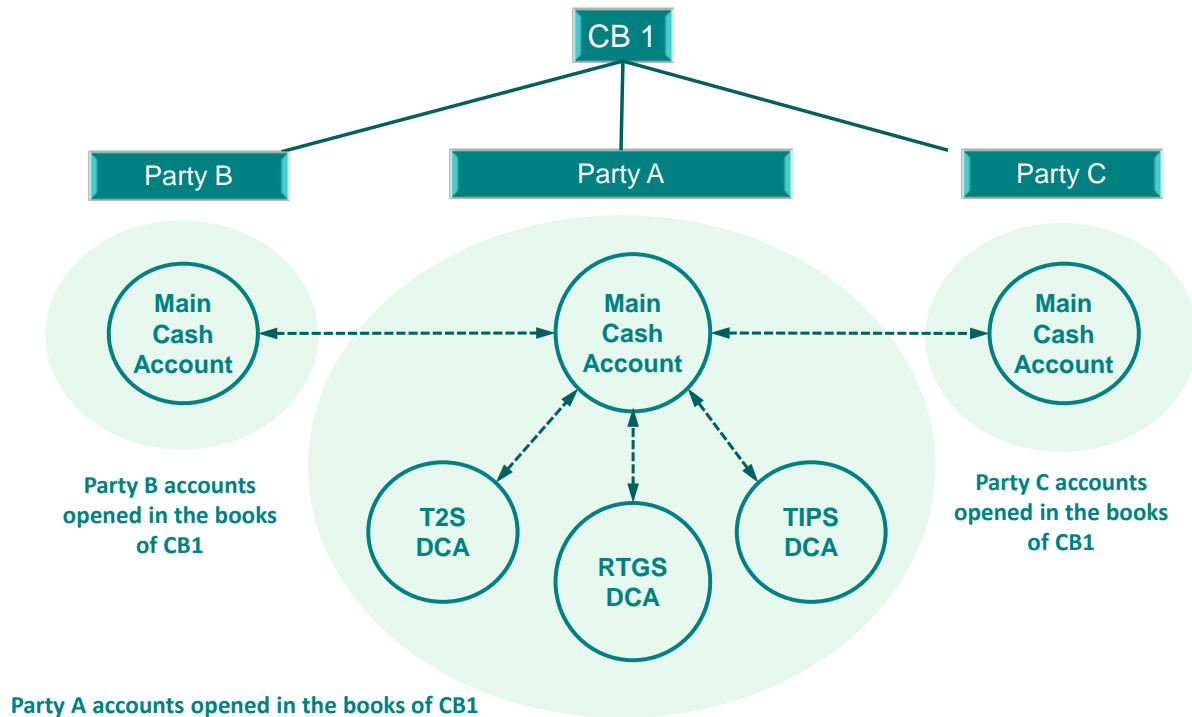 CB 1
Party B
Party A
Party C
Main
Cash
Account
Main
Cash
Account
Main
Cash
Account
Party B accounts
opened in the books
of CB1
T2S
DCA
RTGS
DCA
TIPS
DCA
Party C accounts
opened in the books
of CB1
Party A accounts opened in the books of CB1